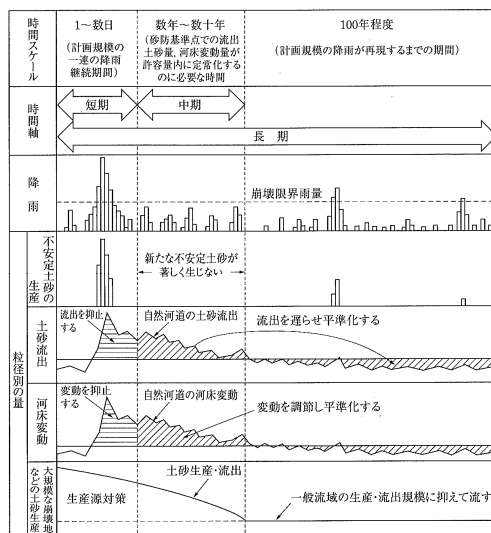 時間スケール
1～数日
(計画規模の
一連の降雨
継続期間)
数年～数十年
(砂防基準点での流出
土砂量, 河床変動量が
許容量内に定常化する
のに必要な時間)
100年程度
(計画規模の降雨が再現するまでの期間)
時間軸
短期
中期
長期
降雨
崩壊限界雨量
粒径別の量
不安定土砂の
生産
新たな不安定土砂が
著しく生じない
土砂流出
流出を抑止
する
自然河道の土砂流出
流出を遅らせ平準化する
河床変動
変動を抑止
する
自然河道の河床変動
変動を調節し平準化する
大規模な崩壊地
などの土砂生産
生産源対策
土砂生産・流出
一般流域の生産・流出規模に抑えて流す